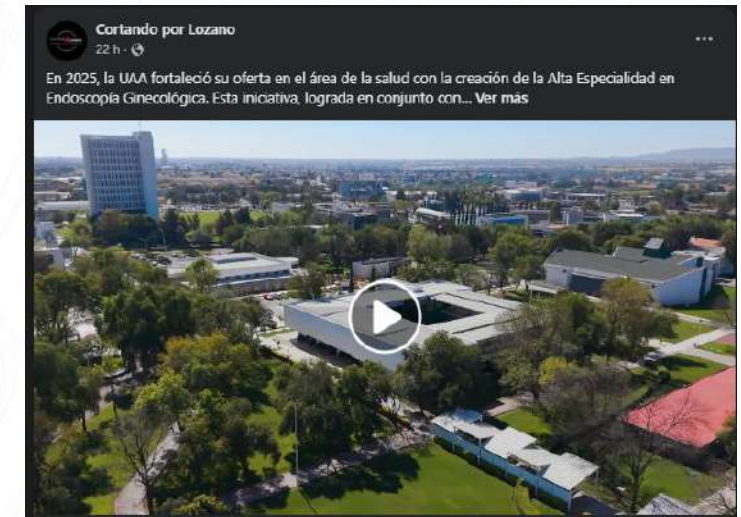 Cortando por Lozano
22 h ·
En 2025, la UAA fortaleció su oferta en el área de la salud con la creación de la Alta Especialidad en
Endoscopía Ginecológica. Esta iniciativa, lograda en conjunto con... Ver más